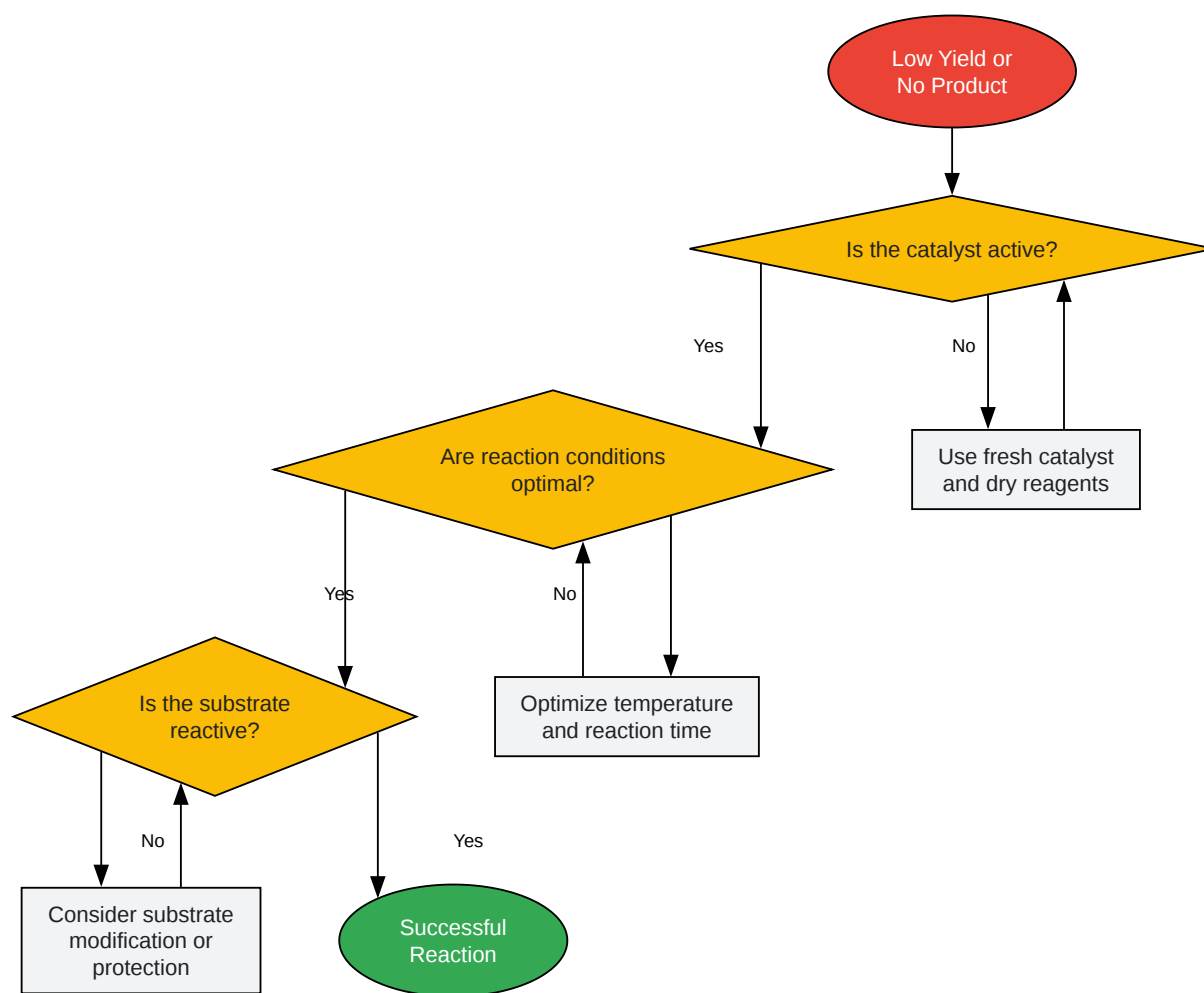 Low Yield or
No Product
Is the catalyst active?
Yes
No
Are reaction conditions
optimal?
Use fresh catalyst
and dry reagents
Yes
No
Is the substrate
reactive?
Optimize temperature
and reaction time
No
Yes
Consider substrate
modification or
protection
Successful
Reaction